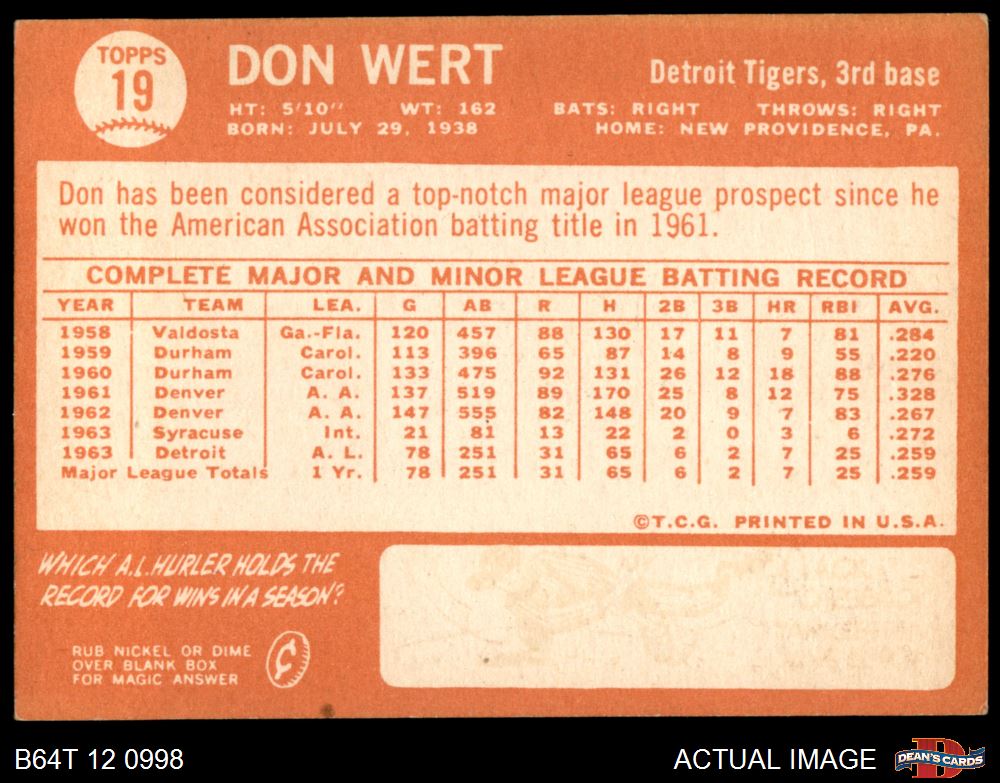 TOPPS
19
DON WERT
Detroit Tigers, 3rd base
HT: 5'10" WT: 162 BATS: RIGHT THROWS: RIGHT
BORN: JULY 29, 1938 HOME: NEW PROVIDENCE, PA.
Don has been considered a top-notch major league prospect since he
won the American Association batting title in 1961.
COMPLETE MAJOR AND MINOR LEAGUE BATTING RECORD
YEAR TEAM LEA. G AB R H 2B 3B HR RBI AVG.
1958 Valdosta Ga.-Fla. 120 457 88 130 17 11 7 81 .284
1959 Durham Carol. 113 396 65 87 14 8 9 55 .220
1960 Durham Carol. 133 475 92 131 26 12 18 88 .276
1961 Denver A. A. 137 519 89 170 25 8 12 75 .328
1962 Denver A. A. 147 555 82 148 20 9 7 83 .267
1963 Syracuse Int. 21 81 13 22 2 0 3 6 .272
1963 Detroit A. L. 78 251 31 65 6 2 7 25 .259
Major League Totals 1 Yr. 78 251 31 65 6 2 7 25 .259
©T.C.G. PRINTED IN U.S.A.
WHICH A.L. HURLER HOLDS THE
RECORD FOR WINS IN A SEASON?
RUB NICKEL OR DIME
OVER BLANK BOX
FOR MAGIC ANSWER
¢
B64T 12 0998 ACTUAL IMAGE
DEAN'S CARDS